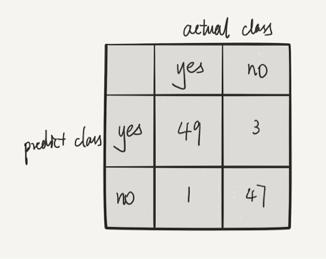 actual class
yes no
predict class yes 49 3
no 1 47